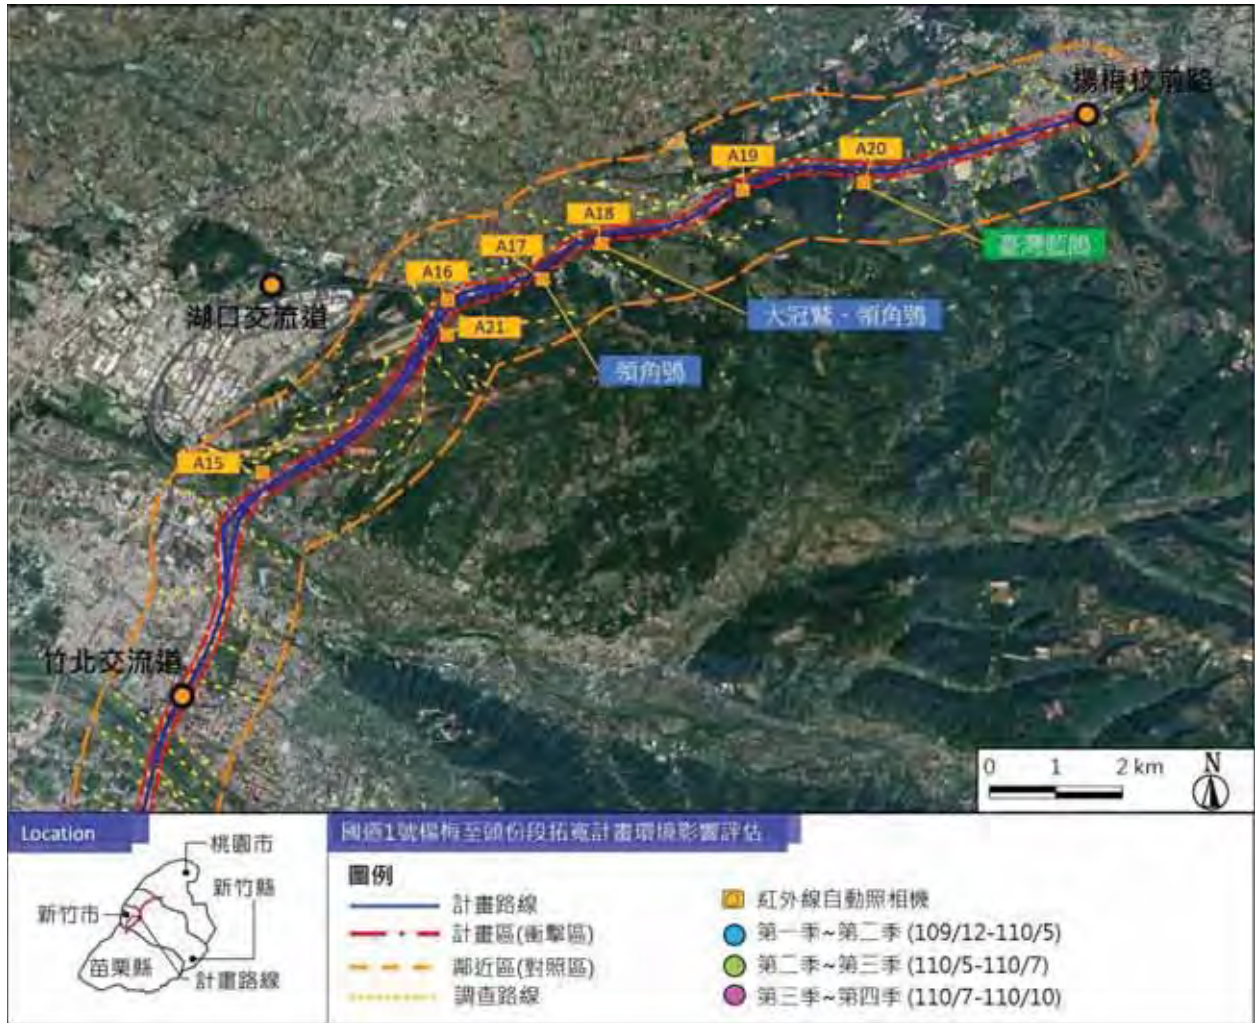 揚梅校前路
A19
A20
A18
臺灣藍鵲
A17
A16
湖口交流道
大冠鷲、領角鴞
A21
領角鴞
A15
竹北交流道
0 1 2 km
N
Location
桃園市
新竹縣
新竹市
苗栗縣
計畫路線
國道1號楊梅至頭份段拓寬計畫環境影響評估
圖例
計畫路線
計畫區(衝擊區)
鄰近區(對照區)
調查路線
紅外線自動照相機
第一季~第二季 (109/12-110/5)
第二季~第三季 (110/5-110/7)
第三季~第四季 (110/7-110/10)